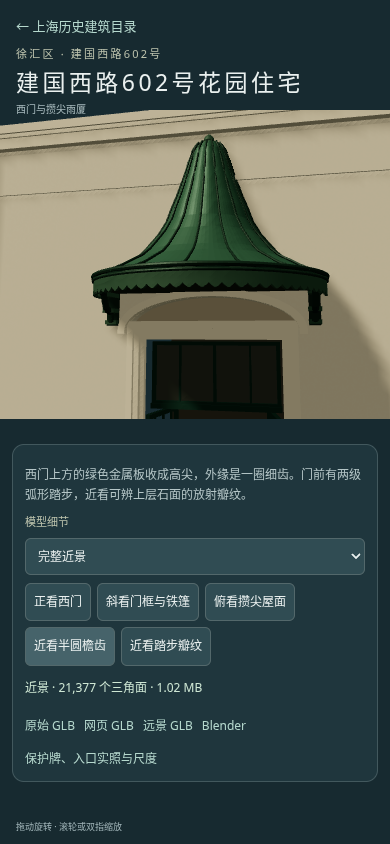 ← 上海历史建筑目录
徐汇区 · 建国西路602号
建国西路602号花园住宅
西门与攒尖雨厦
西门上方的绿色金属板收成高尖，外缘是一圈细齿。门前有两级
弧形踏步，近看可辨上层石面的放射瓣纹。
模型细节
完整近景
正看西门 斜看门框与铁篷 俯看攒尖屋面
近看半圆檐齿 近看踏步瓣纹
近景 · 21,377 个三角面 · 1.02 MB
原始 GLB 网页 GLB 远景 GLB Blender
保护牌、入口实照与尺度
拖动旋转 · 滚轮或双指缩放